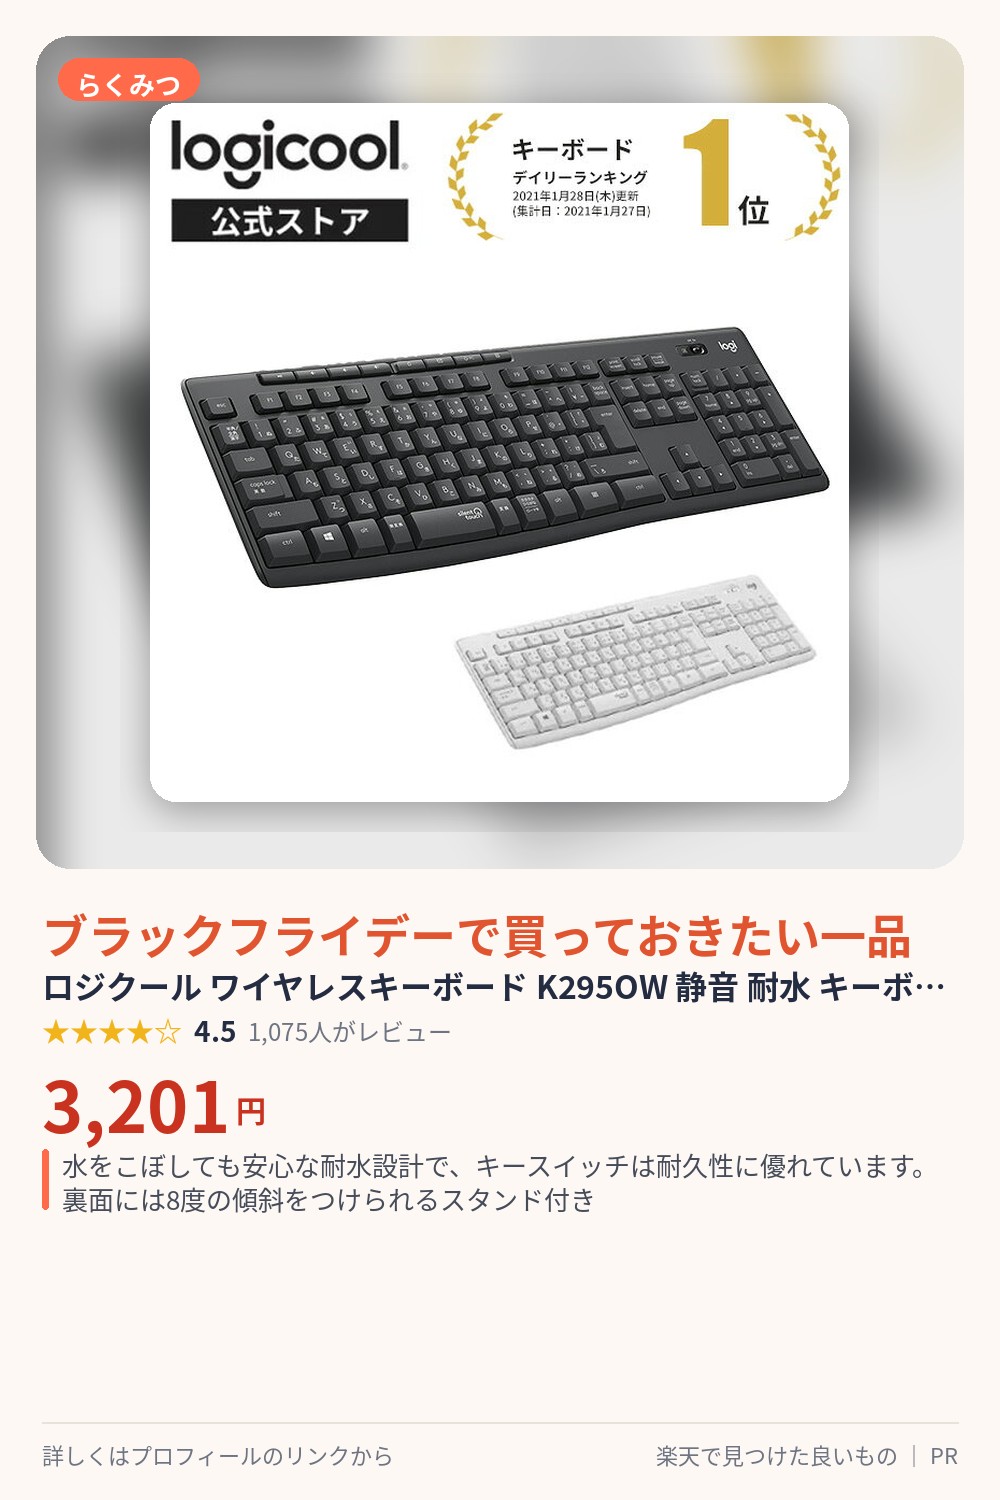 らくみつ
logicool
公式ストア
キーボード
デイリーランキング
2021年1月28日(木)更新
(集計日：2021年1月27日)
1位
logi
silent touch
ブラックフライデーで買っておきたい一品
ロジクール ワイヤレスキーボード K295OW 静音 耐水 キーボ…
★★★★☆ 4.5 1,075人がレビュー
3,201円
水をこぼしても安心な耐水設計で、キースイッチは耐久性に優れています。
裏面には8度の傾斜をつけられるスタンド付き
詳しくはプロフィールのリンクから
楽天で見つけた良いもの ｜ PR